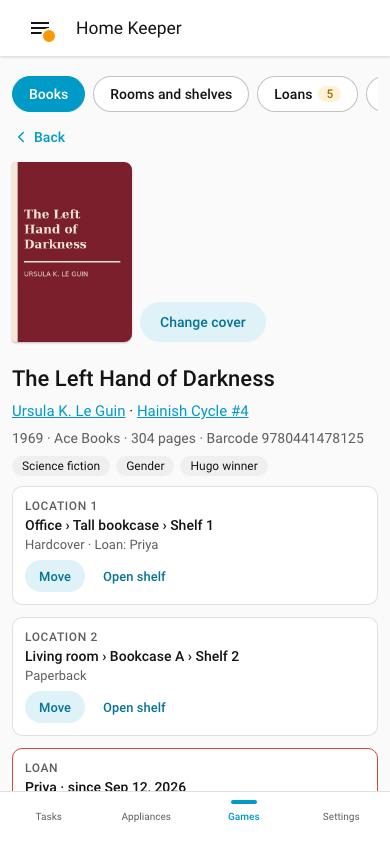 Home Keeper
Books
Rooms and shelves
Loans 5
Back
The Left
Hand of
Darkness
URSULA K. LE GUIN
Change cover
The Left Hand of Darkness
Ursula K. Le Guin · Hainish Cycle #4
1969 · Ace Books · 304 pages · Barcode 9780441478125
Science fiction
Gender
Hugo winner
LOCATION 1
Office › Tall bookcase › Shelf 1
Hardcover · Loan: Priya
Move
Open shelf
LOCATION 2
Living room › Bookcase A › Shelf 2
Paperback
Move
Open shelf
LOAN
Priya · since Sep 12, 2026
Tasks
Appliances
Games
Settings